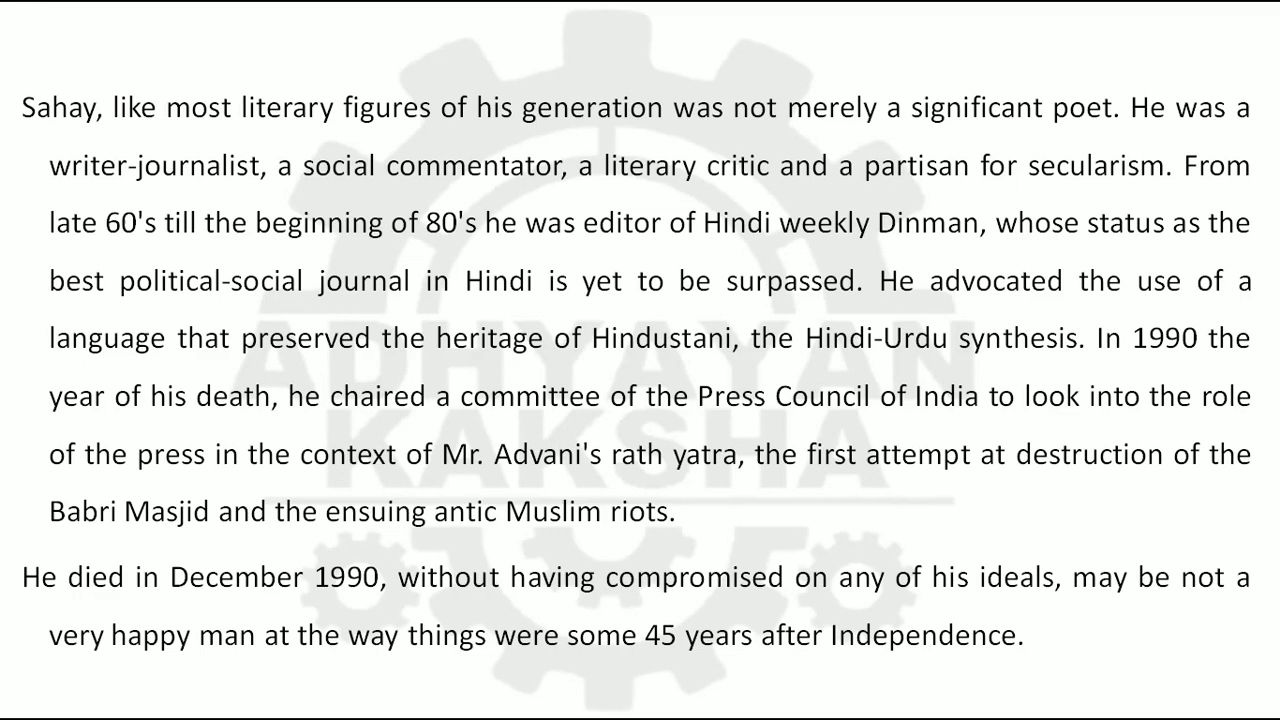 Sahay, like most literary figures of his generation was not merely a significant poet. He was a
writer-journalist, a social commentator, a literary critic and a partisan for secularism. From
late 60's till the beginning of 80's he was editor of Hindi weekly Dinman, whose status as the
best political-social journal in Hindi is yet to be surpassed. He advocated the use of a
language that preserved the heritage of Hindustani, the Hindi-Urdu synthesis. In 1990 the
year of his death, he chaired a committee of the Press Council of India to look into the role
of the press in the context of Mr. Advani's rath yatra, the first attempt at destruction of the
Babri Masjid and the ensuing antic Muslim riots.
He died in December 1990, without having compromised on any of his ideals, may be not a
very happy man at the way things were some 45 years after Independence.
ADHYAYAN
KAKSHA